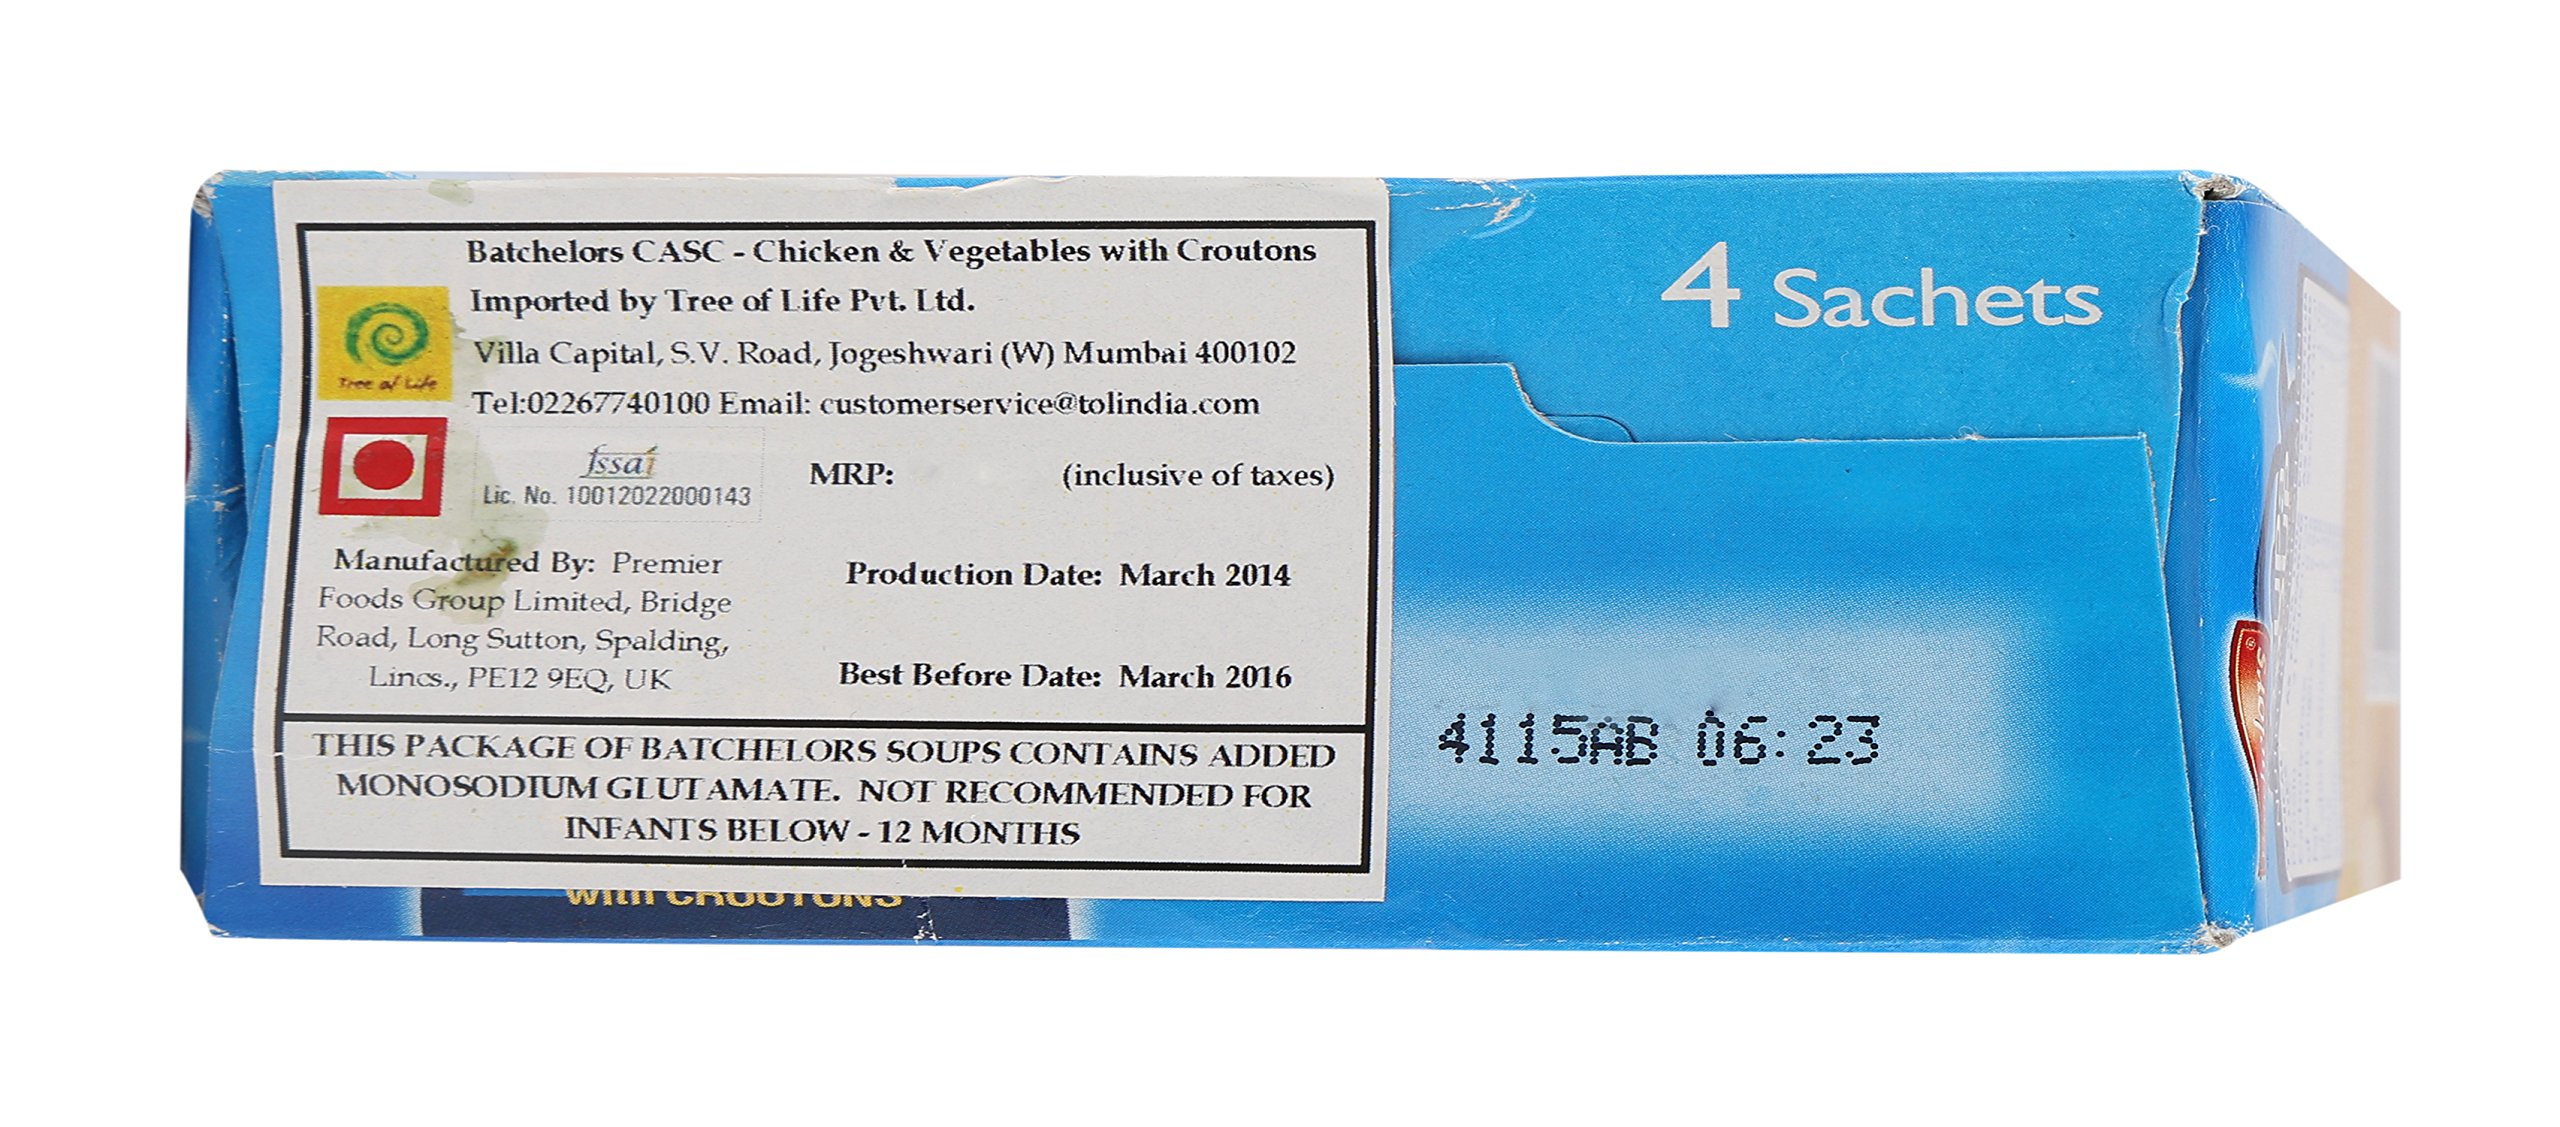 Batchelors CASC - Chicken & Vegetables with Croutons
Imported by Tree of Life Pvt. Ltd.
Villa Capital, S.V. Road, Jogeshwari (W) Mumbai 400102
Tel:02267740100 Email: customerservice@tolindia.com
Tree of Life
fssai
Lic. No. 10012022000143
MRP: (inclusive of taxes)
Manufactured By: Premier
Foods Group Limited, Bridge
Road, Long Sutton, Spalding,
Lincs., PE12 9EQ, UK
Production Date: March 2014
Best Before Date: March 2016
THIS PACKAGE OF BATCHELORS SOUPS CONTAINS ADDED
MONOSODIUM GLUTAMATE. NOT RECOMMENDED FOR
INFANTS BELOW - 12 MONTHS
with CROUTONS
4 Sachets
4115AB 06:23